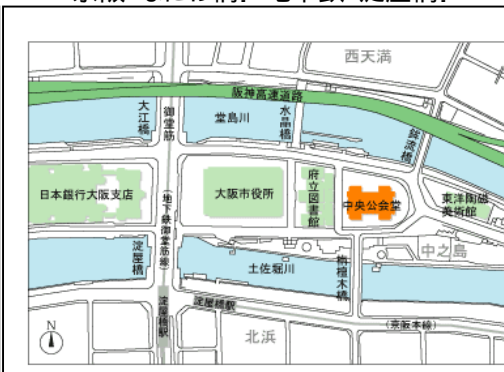 西天満
阪神高速道路
大江橋
御堂筋
堂島川
水晶橋
鉾流橋
日本銀行大阪支店
(地下鉄御堂筋線)
大阪市役所
府立図書館
中央公会堂
東洋陶磁
美術館
中之島
淀屋橋
土佐堀川
栴檀木橋
淀屋橋駅
淀屋橋駅
(京阪本線)
北浜
N